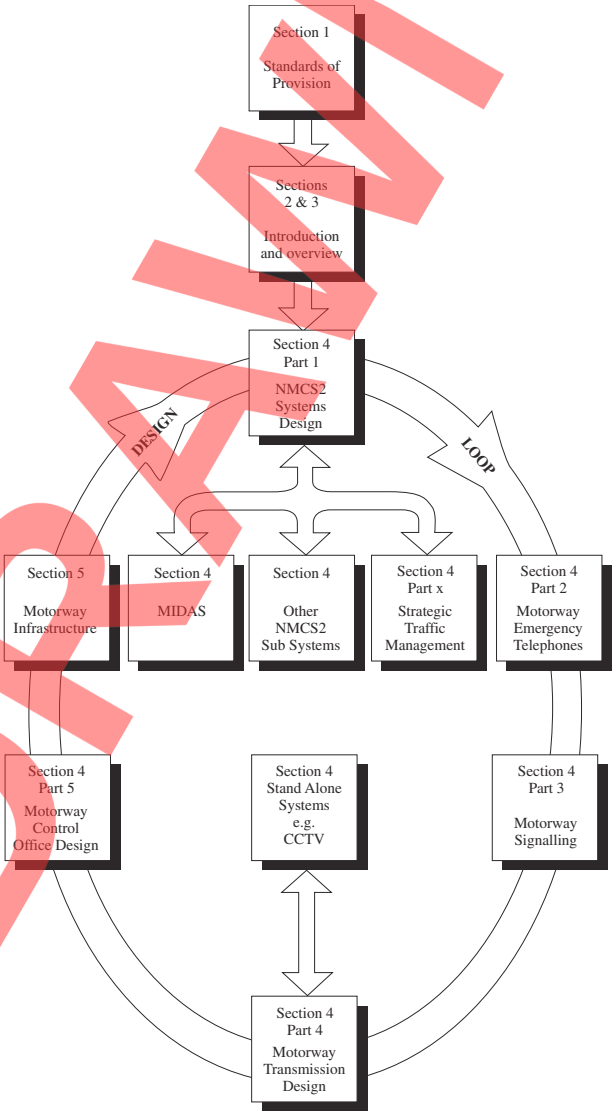 Section 1
Standards of
Provision
Sections
2 & 3
Introduction
and overview
Section 4
Part 1
NMCS2
Systems
Design
DESIGN
LOOP
Section 5
Motorway
Infrastructure
Section 4
MIDAS
Section 4
Other
NMCS2
Sub Systems
Section 4
Part x
Strategic
Traffic
Management
Section 4
Part 2
Motorway
Emergency
Telephones
Section 4
Part 5
Motorway
Control
Office Design
Section 4
Stand Alone
Systems
e.g.
CCTV
Section 4
Part 3
Motorway
Signalling
Section 4
Part 4
Motorway
Transmission
Design